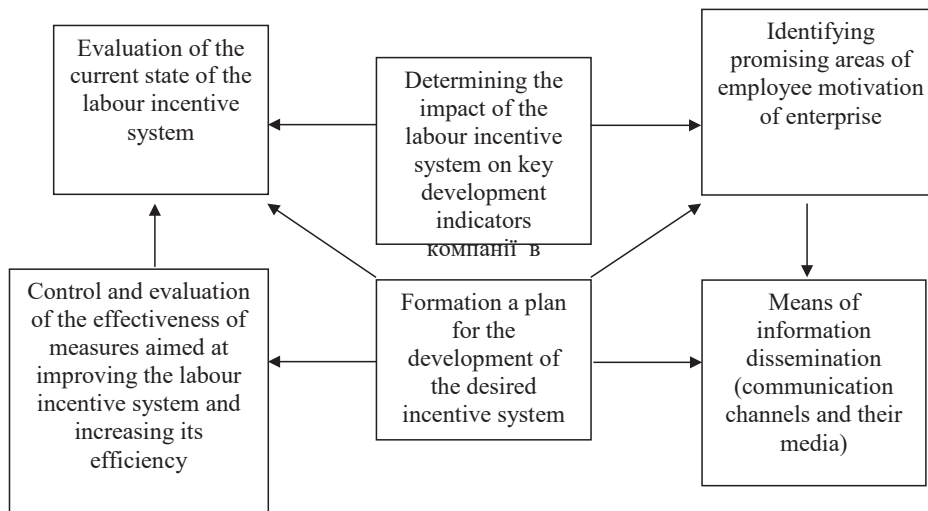 Evaluation of the
current state of the
labour incentive
system
Determining the
impact of the
labour incentive
system on key
development
indicators
компанії в
Identifying
promising areas of
employee motivation
of enterprise
Control and evaluation
of the effectiveness of
measures aimed at
improving the labour
incentive system and
increasing its
efficiency
Formation a plan
for the
development of
the desired
incentive system
Means of
information
dissemination
(communication
channels and their
media)